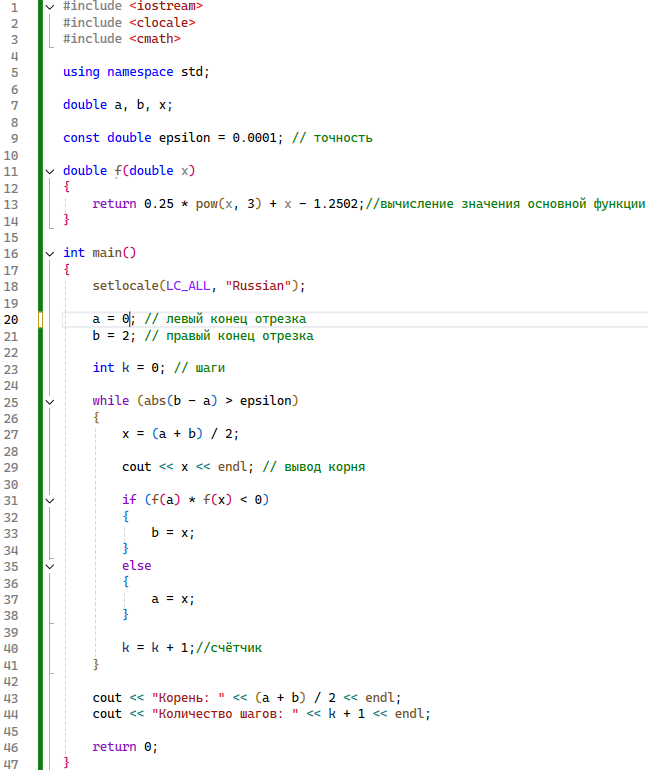 1 #include <iostream>
2 #include <clocale>
3 #include <cmath>
4
5 using namespace std;
6
7 double a, b, x;
8
9 const double epsilon = 0.0001; // точность
10
11 double f(double x)
12 {
13 return 0.25 * pow(x, 3) + x - 1.2502;//вычисление значения основной функции
14 }
15
16 int main()
17 {
18 setlocale(LC_ALL, "Russian");
19
20 a = 0; // левый конец отрезка
21 b = 2; // правый конец отрезка
22
23 int k = 0; // шаги
24
25 while (abs(b - a) > epsilon)
26 {
27 x = (a + b) / 2;
28
29 cout << x << endl; // вывод корня
30
31 if (f(a) * f(x) < 0)
32 {
33 b = x;
34 }
35 else
36 {
37 a = x;
38 }
39
40 k = k + 1;//счётчик
41 }
42
43 cout << "Корень: " << (a + b) / 2 << endl;
44 cout << "Количество шагов: " << k + 1 << endl;
45
46 return 0;
47 }